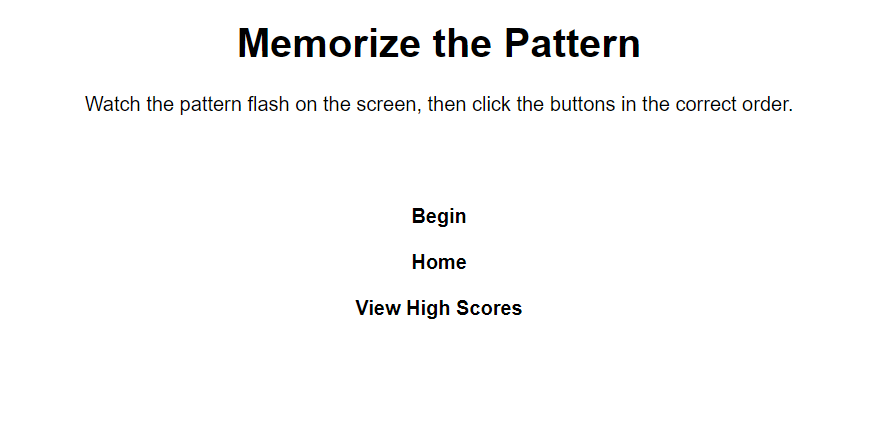 Memorize the Pattern
Watch the pattern flash on the screen, then click the buttons in the correct order.
Begin
Home
View High Scores